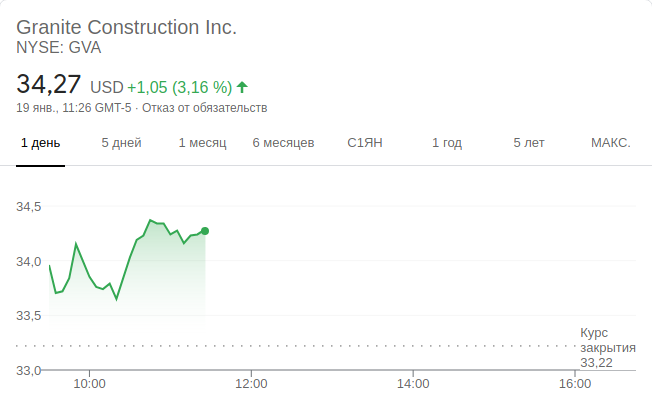 Granite Construction Inc.
NYSE: GVA
34,27 USD +1,05 (3,16 %)
19 янв., 11:26 GMT-5 · Отказ от обязательств
1 день 5 дней 1 месяц 6 месяцев С1ЯН 1 год 5 лет МАКС.
34,5
34,0
33,5
Курс
закрытия
33,22
33,0
10:00 12:00 14:00 16:00